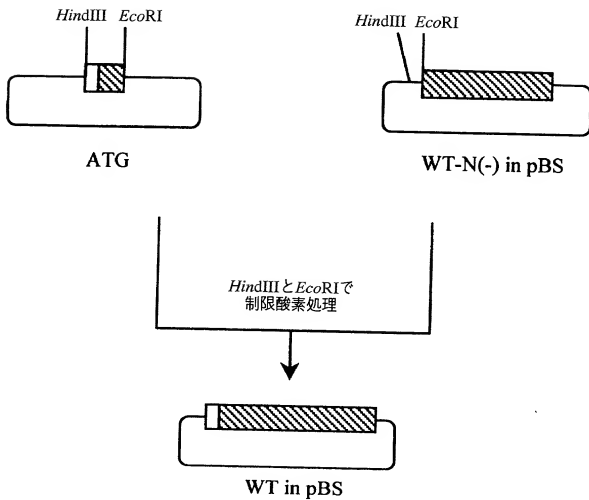 HindIII EcoRI
HindIII EcoRI
ATG
WT-N(-) in pBS
HindIIIとEcoRIで
制限酸素処理
WT in pBS